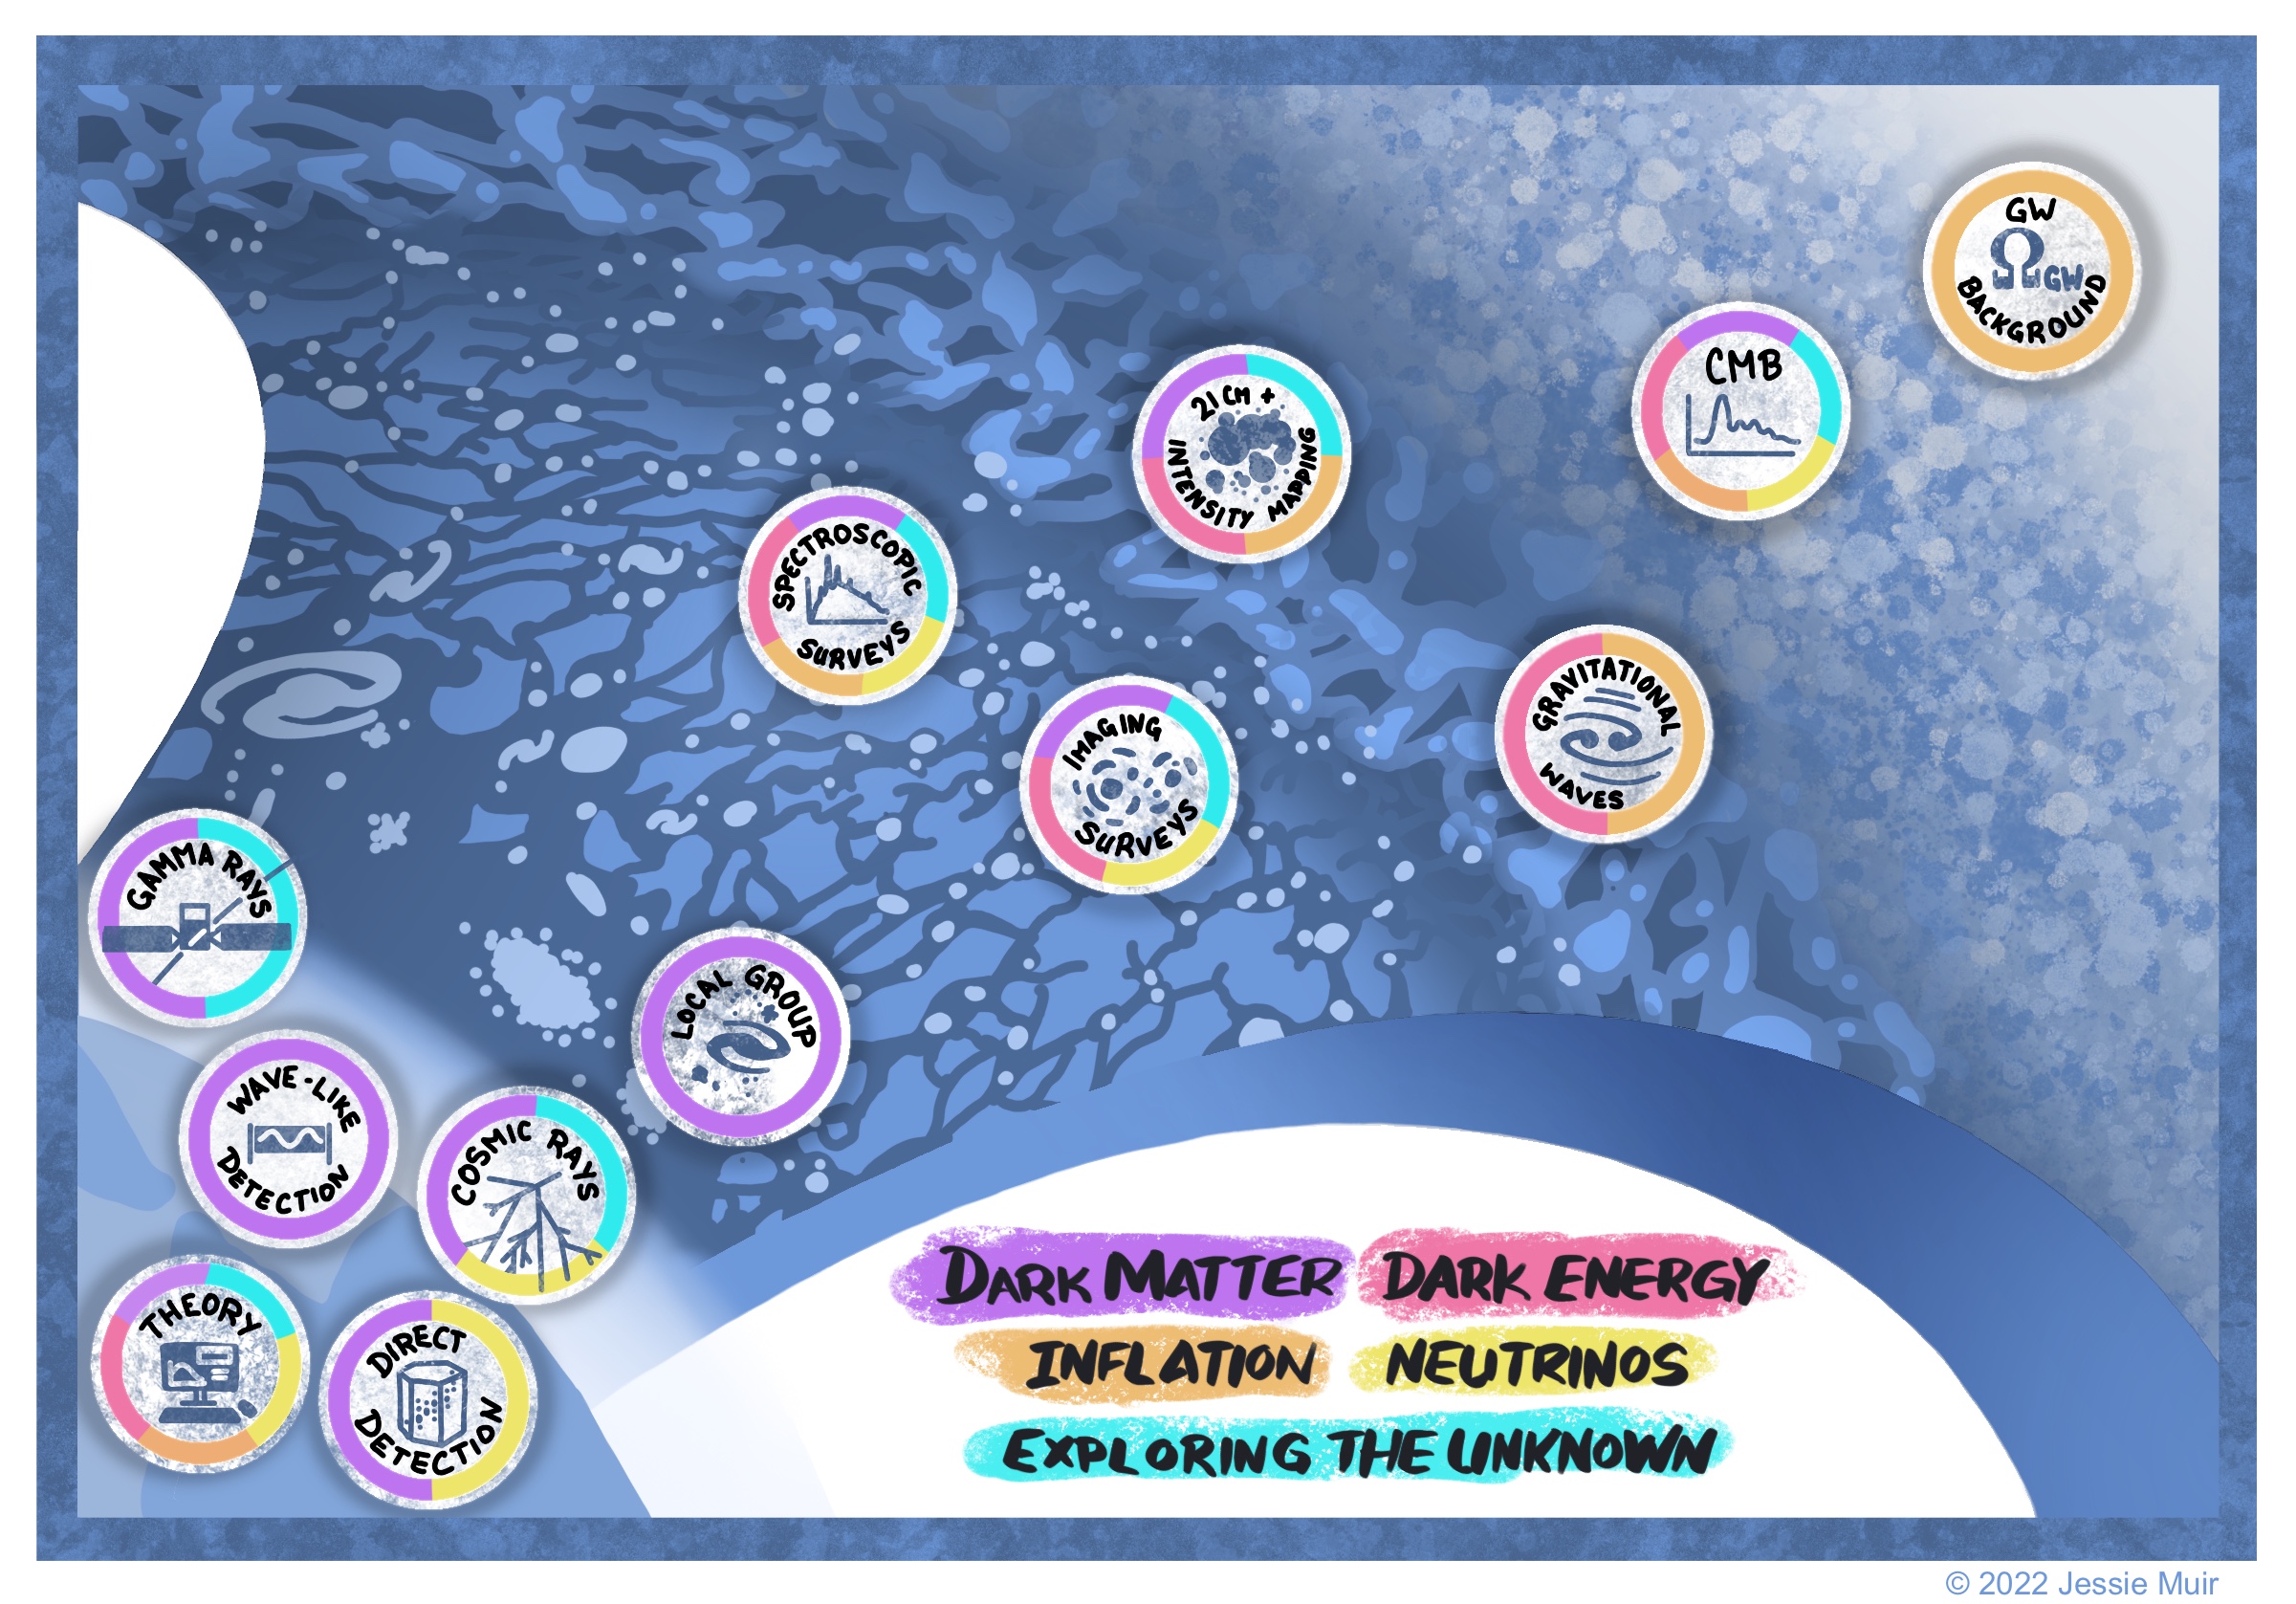 GW
Ω GW
BACKGROUND
CMB
21 CM +
INTENSITY MAPPING
SPECTROSCOPIC
SURVEYS
GRAVITATIONAL
WAVES
IMAGING
SURVEYS
GAMMA RAYS
LOCAL GROUP
WAVE-LIKE
DETECTION
COSMIC RAYS
THEORY
DIRECT
DETECTION
DARK MATTER DARK ENERGY
INFLATION NEUTRINOS
EXPLORING THE UNKNOWN
© 2022 Jessie Muir